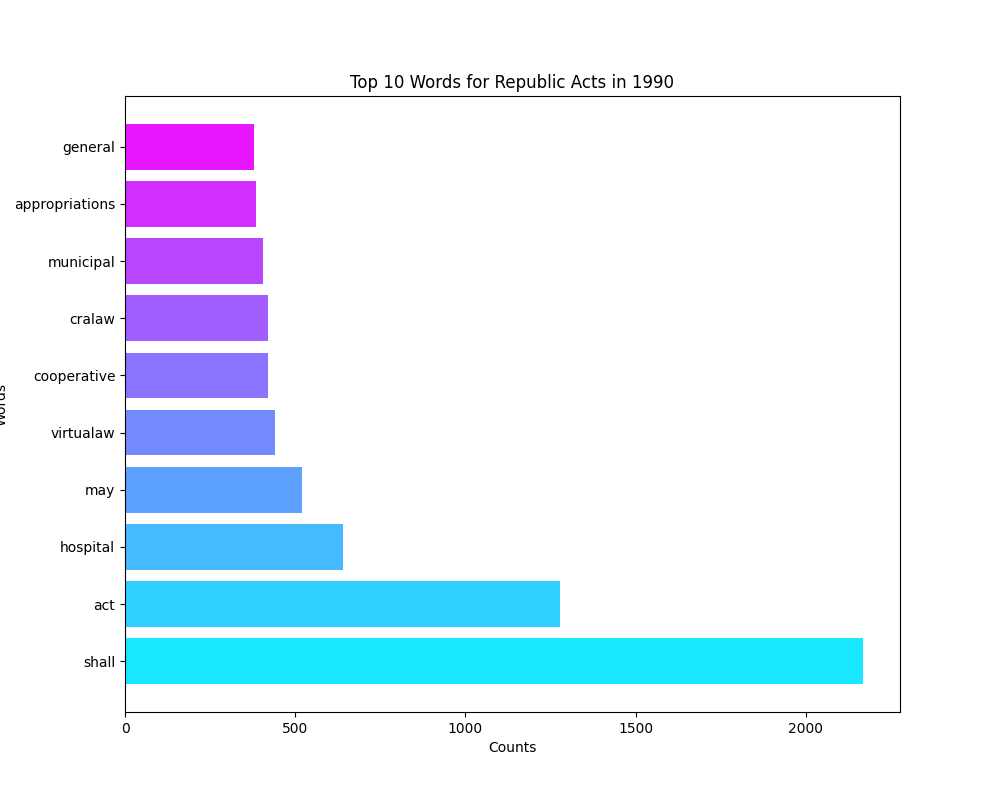 Top 10 Words for Republic Acts in 1990
general
appropriations
municipal
cralaw
cooperative
virtualaw
may
hospital
act
shall
Words
0 500 1000 1500 2000
Counts